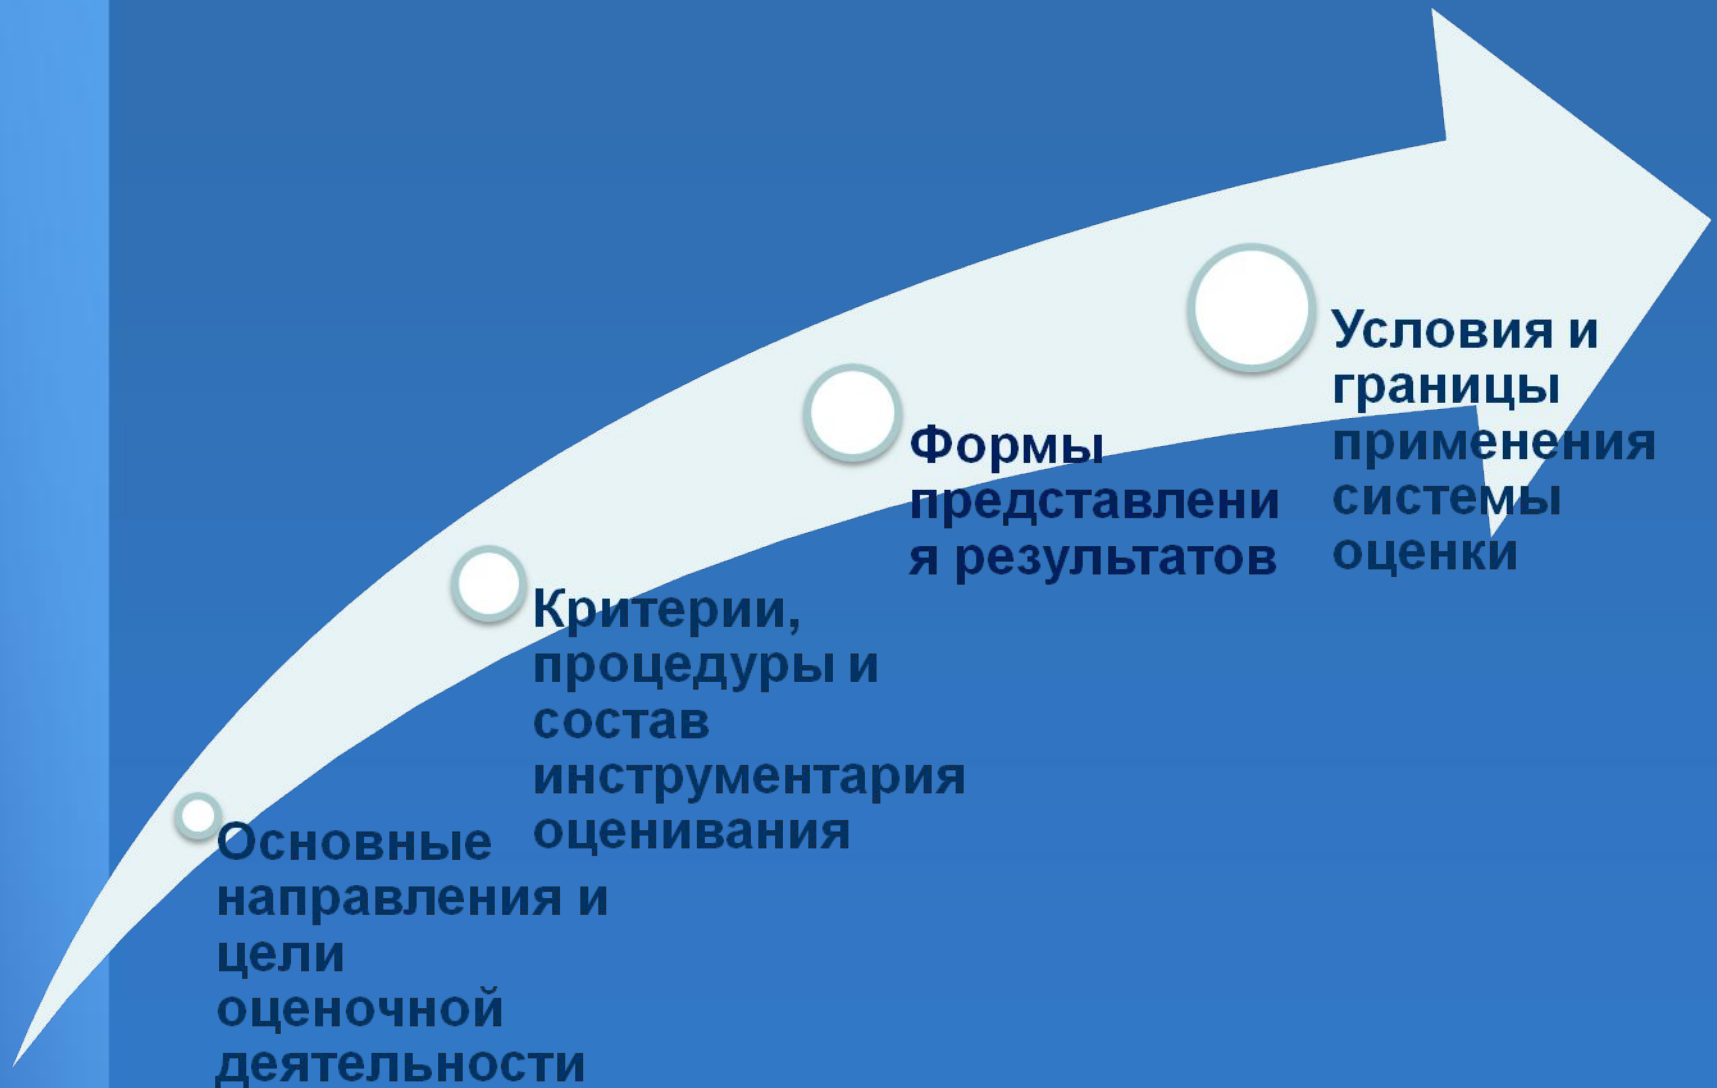 Основные
направления и
цели
оценочной
деятельности
Критерии,
процедуры и
состав
инструментария
оценивания
Формы
представлени
я результатов
Условия и
границы
применения
системы
оценки